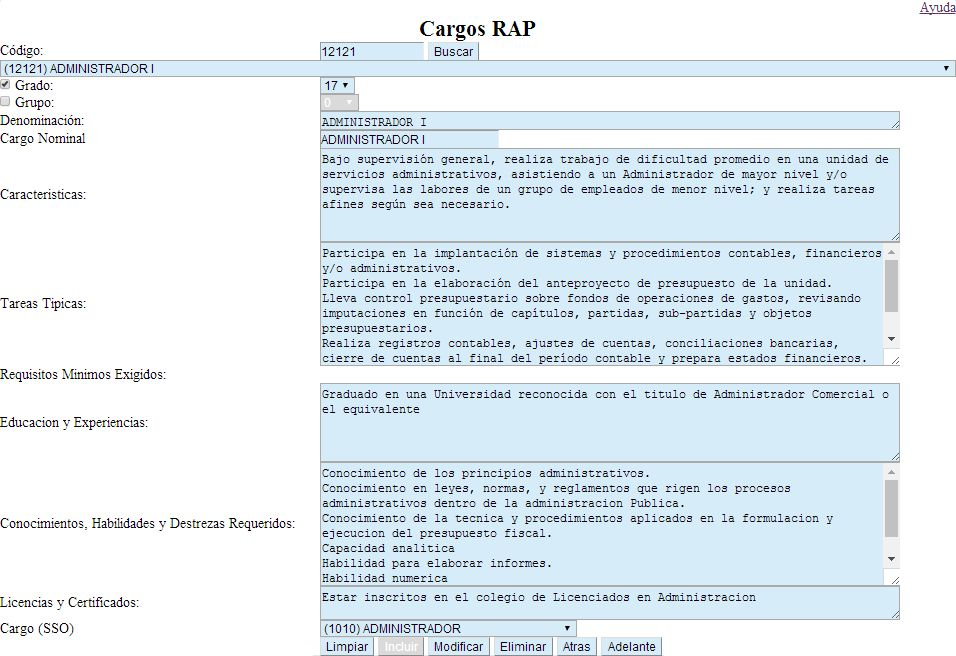 Ayuda
Cargos RAP
Código: 12121 Buscar
(12121) ADMINISTRADOR I
Grado: 17
Grupo: 0
Denominación: ADMINISTRADOR I
Cargo Nominal ADMINISTRADOR I
Caracteristicas:
Bajo supervisión general, realiza trabajo de dificultad promedio en una unidad de
servicios administrativos, asistiendo a un Administrador de mayor nivel y/o
supervisa las labores de un grupo de empleados de menor nivel; y realiza tareas
afines según sea necesario.
Tareas Tipicas:
Participa en la implantación de sistemas y procedimientos contables, financieros
y/o administrativos.
Participa en la elaboración del anteproyecto de presupuesto de la unidad.
Lleva control presupuestario sobre fondos de operaciones de gastos, revisando
imputaciones en función de capítulos, partidas, sub-partidas y objetos
presupuestarios.
Realiza registros contables, ajustes de cuentas, conciliaciones bancarias,
cierre de cuentas al final del período contable y prepara estados financieros.
Requisitos Minimos Exigidos:
Educacion y Experiencias:
Graduado en una Universidad reconocida con el titulo de Administrador Comercial o
el equivalente
Conocimientos, Habilidades y Destrezas Requeridos:
Conocimiento de los principios administrativos.
Conocimiento en leyes, normas, y reglamentos que rigen los procesos
administrativos dentro de la administracion Publica.
Conocimiento de la tecnica y procedimientos aplicados en la formulacion y
ejecucion del presupuesto fiscal.
Capacidad analitica
Habilidad para elaborar informes.
Habilidad numerica
Licencias y Certificados: Estar inscritos en el colegio de Licenciados en Administracion
Cargo (SSO) (1010) ADMINISTRADOR
Limpiar Incluir Modificar Eliminar Atras Adelante